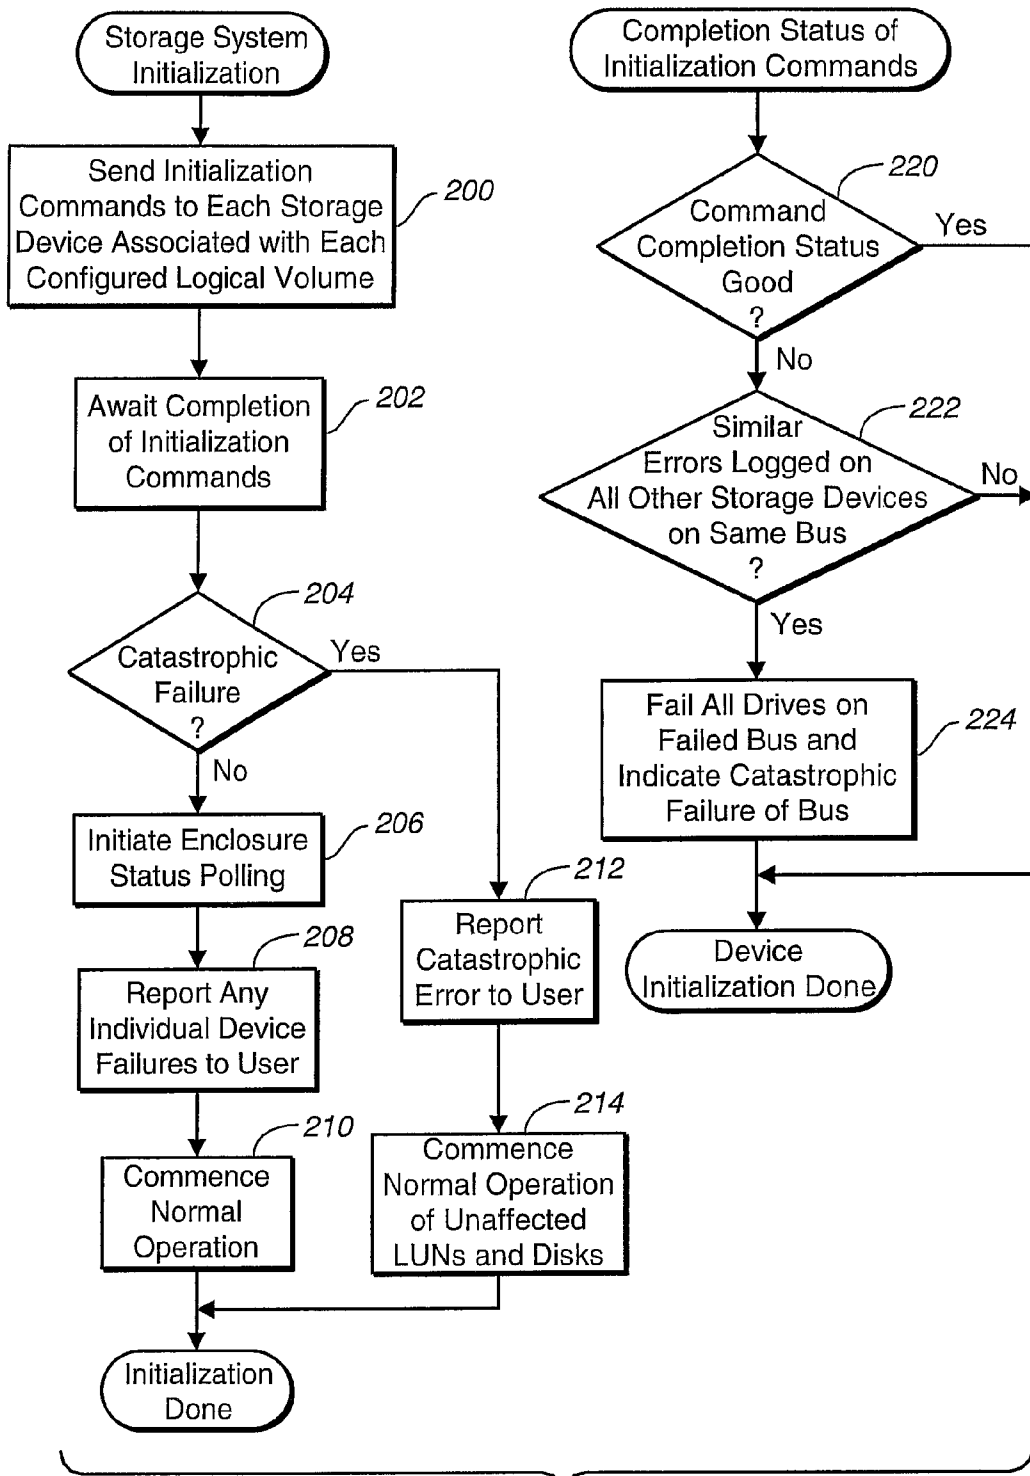 Storage System
Initialization
Send Initialization
Commands to Each Storage
Device Associated with Each
Configured Logical Volume
200
Await Completion
of Initialization
Commands
202
Catastrophic
Failure
?
204
Yes
No
Initiate Enclosure
Status Polling
206
Report Any
Individual Device
Failures to User
208
Commence
Normal
Operation
210
Report
Catastrophic
Error to User
212
Commence
Normal Operation
of Unaffected
LUNs and Disks
214
Initialization
Done
Completion Status of
Initialization Commands
Command
Completion Status
Good
?
220
Yes
No
Similar
Errors Logged on
All Other Storage Devices
on Same Bus
?
222
No
Yes
Fail All Drives on
Failed Bus and
Indicate Catastrophic
Failure of Bus
224
Device
Initialization Done